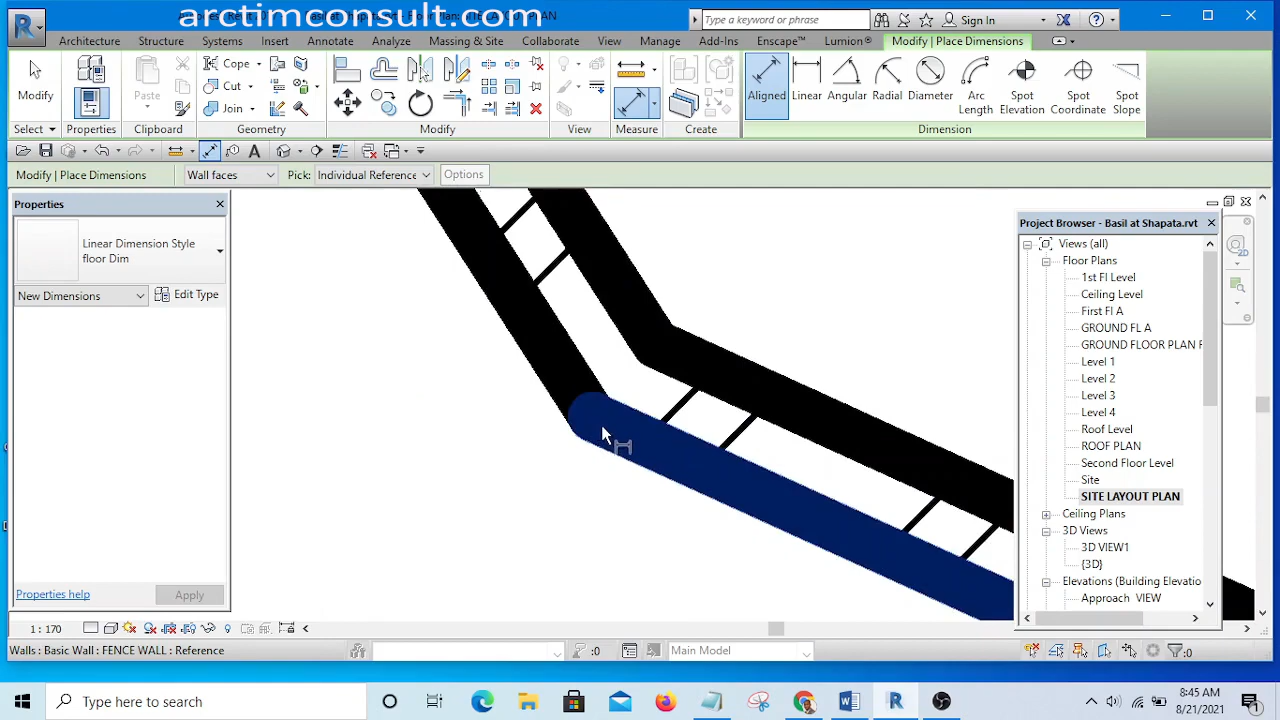 arctimconsult.com
PLAN
Type a keyword or phrase
Sign In
Architecture Structure Systems Insert Annotate Analyze Massing & Site Collaborate View Manage Add-Ins Enscape™ Lumion® Modify | Place Dimensions
Modify
Paste
Cope
Cut
Join
Aligned Linear Angular Radial Diameter Arc Length Spot Elevation Spot Coordinate Spot Slope
Select Properties Clipboard Geometry Modify View Measure Create Dimension
Modify | Place Dimensions Wall faces Pick: Individual Reference Options
Properties
Linear Dimension Style
floor Dim
New Dimensions Edit Type
Properties help Apply
Project Browser - Basil at Shapata.rvt
Views (all)
Floor Plans
1st Fl Level
Ceiling Level
First Fl A
GROUND FL A
GROUND FLOOR PLAN
Level 1
Level 2
Level 3
Level 4
Roof Level
ROOF PLAN
Second Floor Level
Site
SITE LAYOUT PLAN
Ceiling Plans
3D Views
3D VIEW1
{3D}
Elevations (Building Elevatio
Approach VIEW
2D
1 : 170
Walls : Basic Wall : FENCE WALL : Reference
:0
Main Model
:0
Type here to search
8:45 AM
8/21/2021